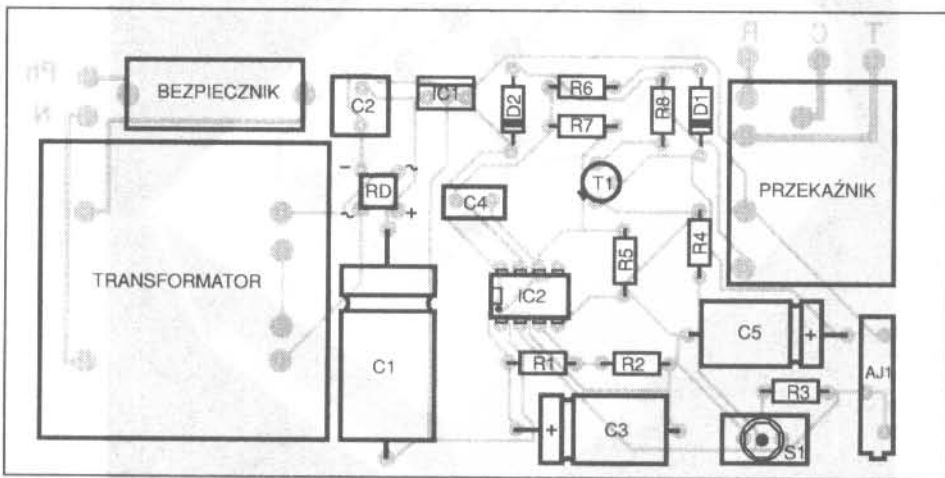 R C T
Ph
N
BEZPIECZNIK
C2
IC1
D2
R6
R8
D1
R7
- ~
RD
~ +
C4
T1
PRZEKAŹNIK
TRANSFORMATOR
R5
R4
IC2
C1
C5
+
R1
R2
R3
AJ1
+
C3
S1